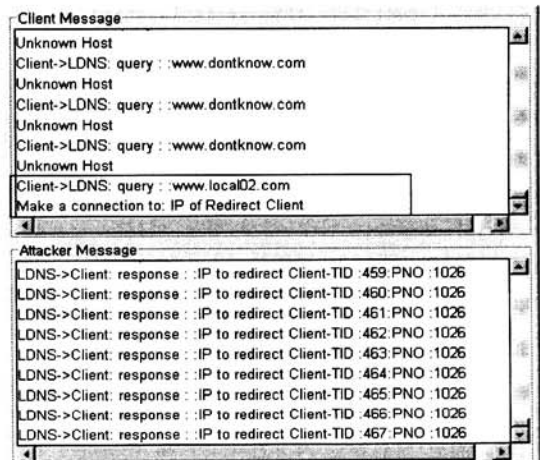 Client Message
Unknown Host
Client->LDNS: query : :www.dontknow.com
Unknown Host
Client->LDNS: query : :www.dontknow.com
Unknown Host
Client->LDNS: query : :www.dontknow.com
Unknown Host
Client->LDNS: query : :www.local02.com
Make a connection to: IP of Redirect Client
Attacker Message
LDNS->Client: response : :IP to redirect Client-TID :459:PNO :1026
LDNS->Client: response : :IP to redirect Client-TID :460:PNO :1026
LDNS->Client: response : :IP to redirect Client-TID :461:PNO :1026
LDNS->Client: response : :IP to redirect Client-TID :462:PNO :1026
LDNS->Client: response : :IP to redirect Client-TID :463:PNO :1026
LDNS->Client: response : :IP to redirect Client-TID :464:PNO :1026
LDNS->Client: response : :IP to redirect Client-TID :465:PNO :1026
LDNS->Client: response : :IP to redirect Client-TID :466:PNO :1026
LDNS->Client: response : :IP to redirect Client-TID :467:PNO :1026